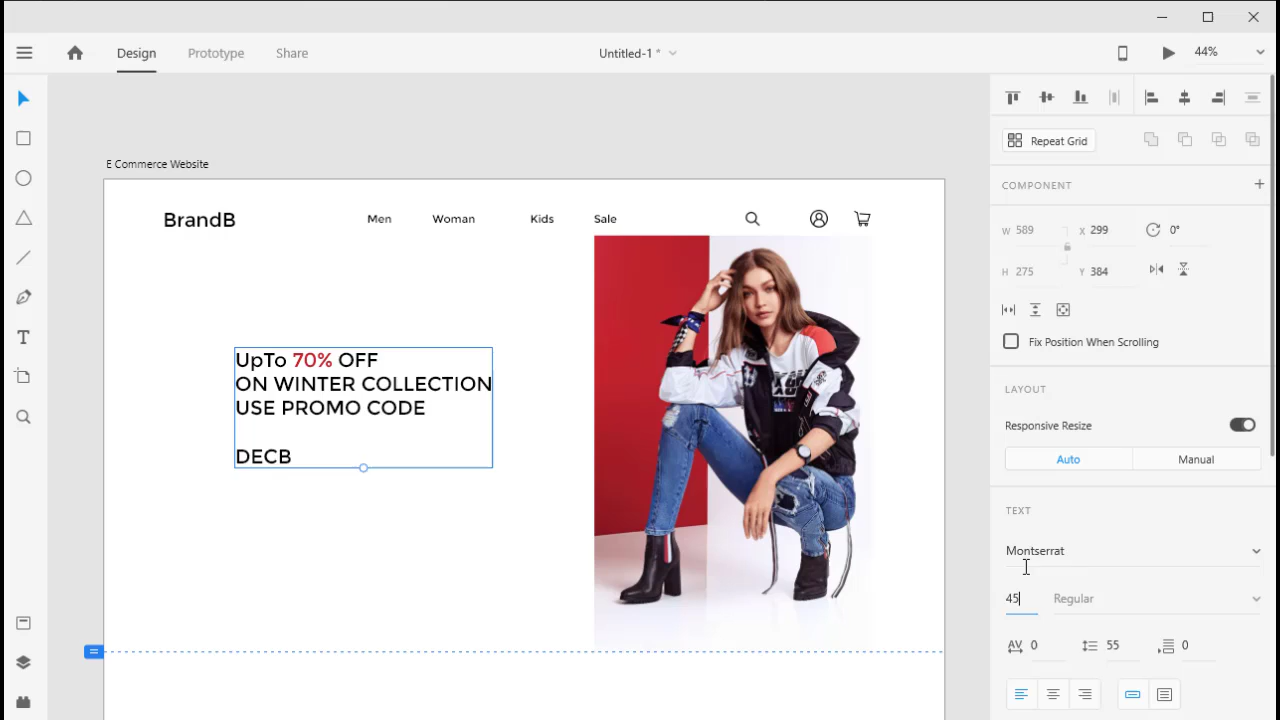 Design
Prototype
Share
Untitled-1 *
44%
E Commerce Website
BrandB
Men
Woman
Kids
Sale
UpTo 70% OFF
ON WINTER COLLECTION
USE PROMO CODE
DECB
Repeat Grid
COMPONENT
W 589
X 299
0°
H 275
Y 384
Fix Position When Scrolling
LAYOUT
Responsive Resize
Auto
Manual
TEXT
Montserrat
45
Regular
AV 0
55
0
T